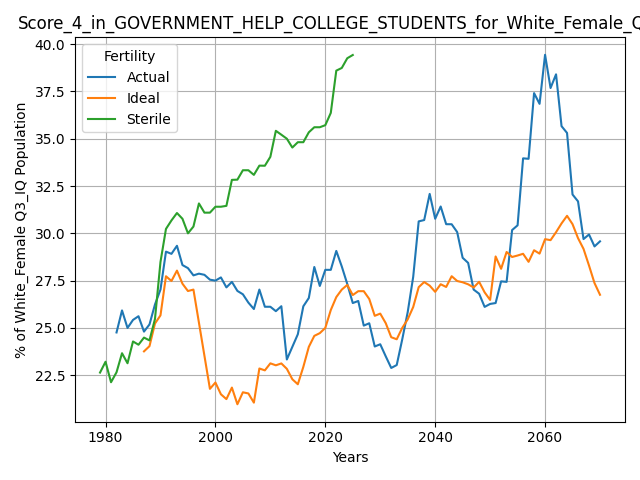 Score_4_in_GOVERNMENT_HELP_COLLEGE_STUDENTS_for_White_Female_Q
Fertility
Actual
Ideal
Sterile
% of White_Female Q3_IQ Population
40.0
37.5
35.0
32.5
30.0
27.5
25.0
22.5
1980
2000
2020
2040
2060
Years